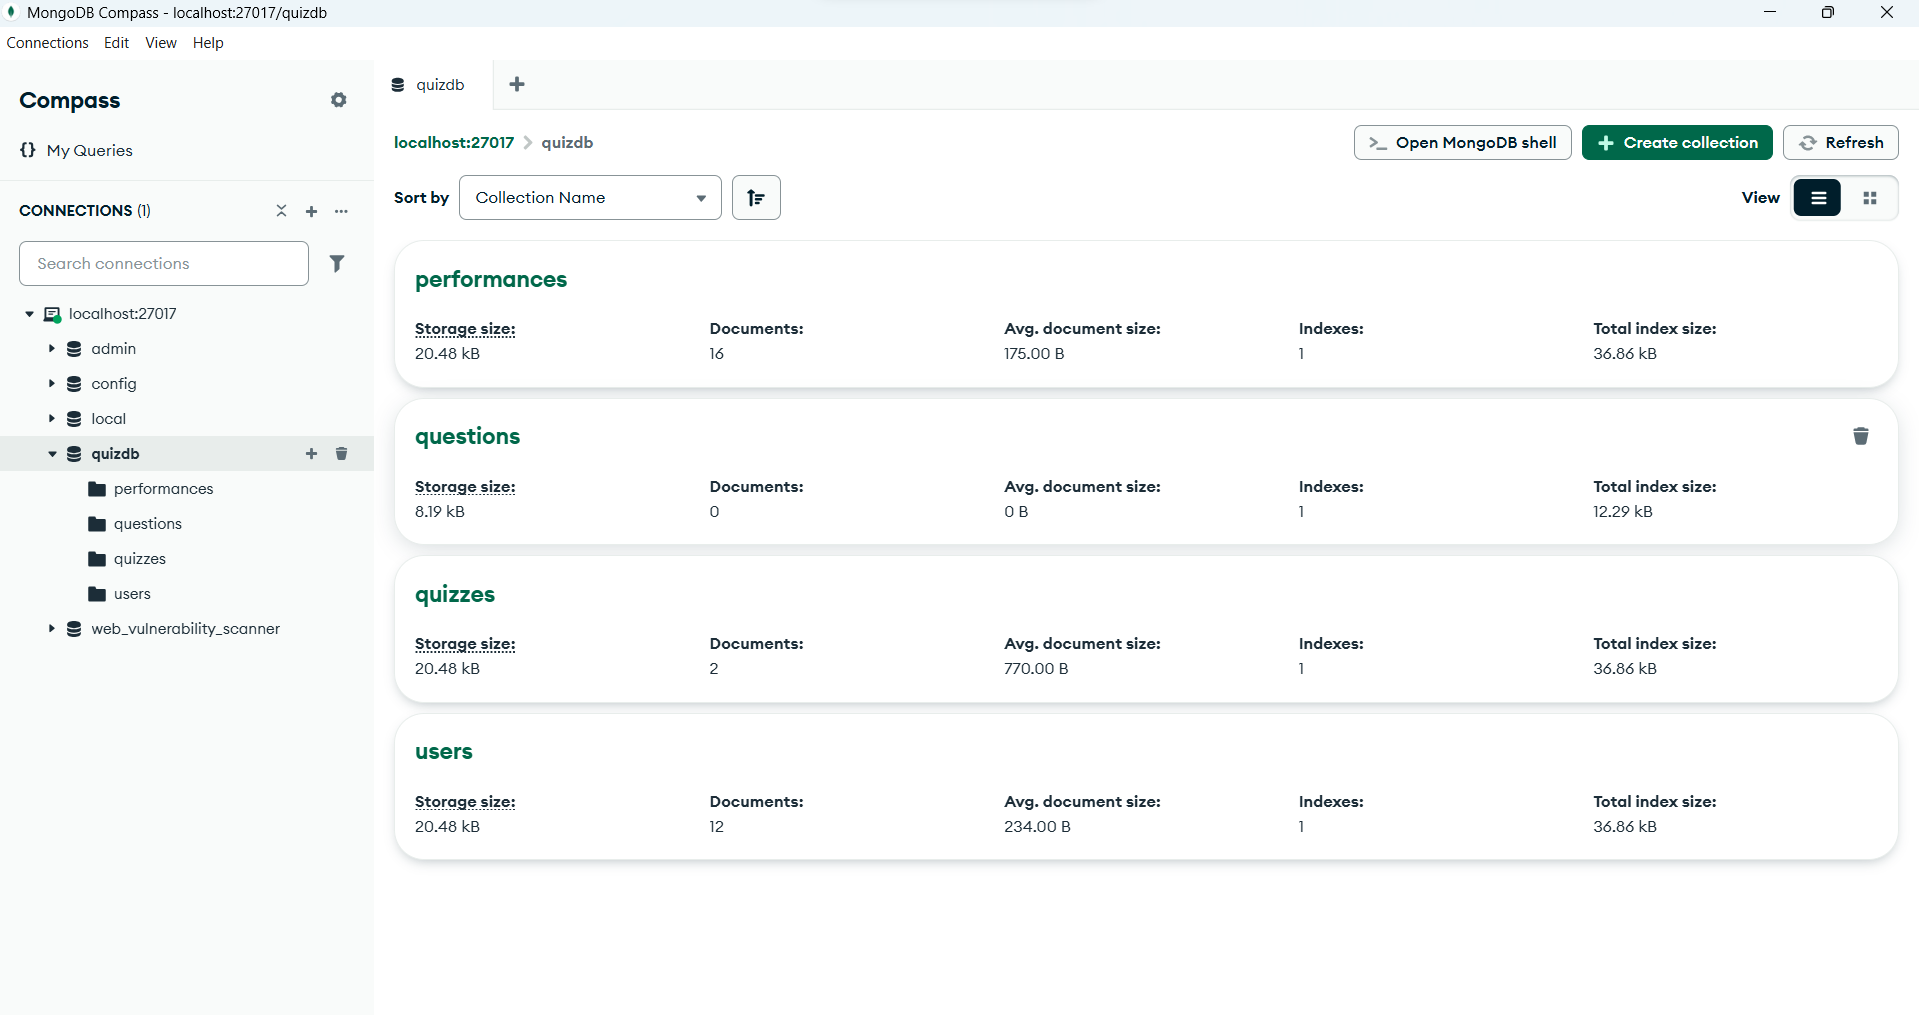 MongoDB Compass - localhost:27017/quizdb
Connections Edit View Help
Compass
{} My Queries
CONNECTIONS (1)
Search connections
localhost:27017
admin
config
local
quizdb
performances
questions
quizzes
users
web_vulnerability_scanner
quizdb
localhost:27017 > quizdb
>_ Open MongoDB shell
Create collection
Refresh
Sort by Collection Name
View
performances
Storage size: Documents: Avg. document size: Indexes: Total index size:
20.48 kB 16 175.00 B 1 36.86 kB
questions
Storage size: Documents: Avg. document size: Indexes: Total index size:
8.19 kB 0 0 B 1 12.29 kB
quizzes
Storage size: Documents: Avg. document size: Indexes: Total index size:
20.48 kB 2 770.00 B 1 36.86 kB
users
Storage size: Documents: Avg. document size: Indexes: Total index size:
20.48 kB 12 234.00 B 1 36.86 kB